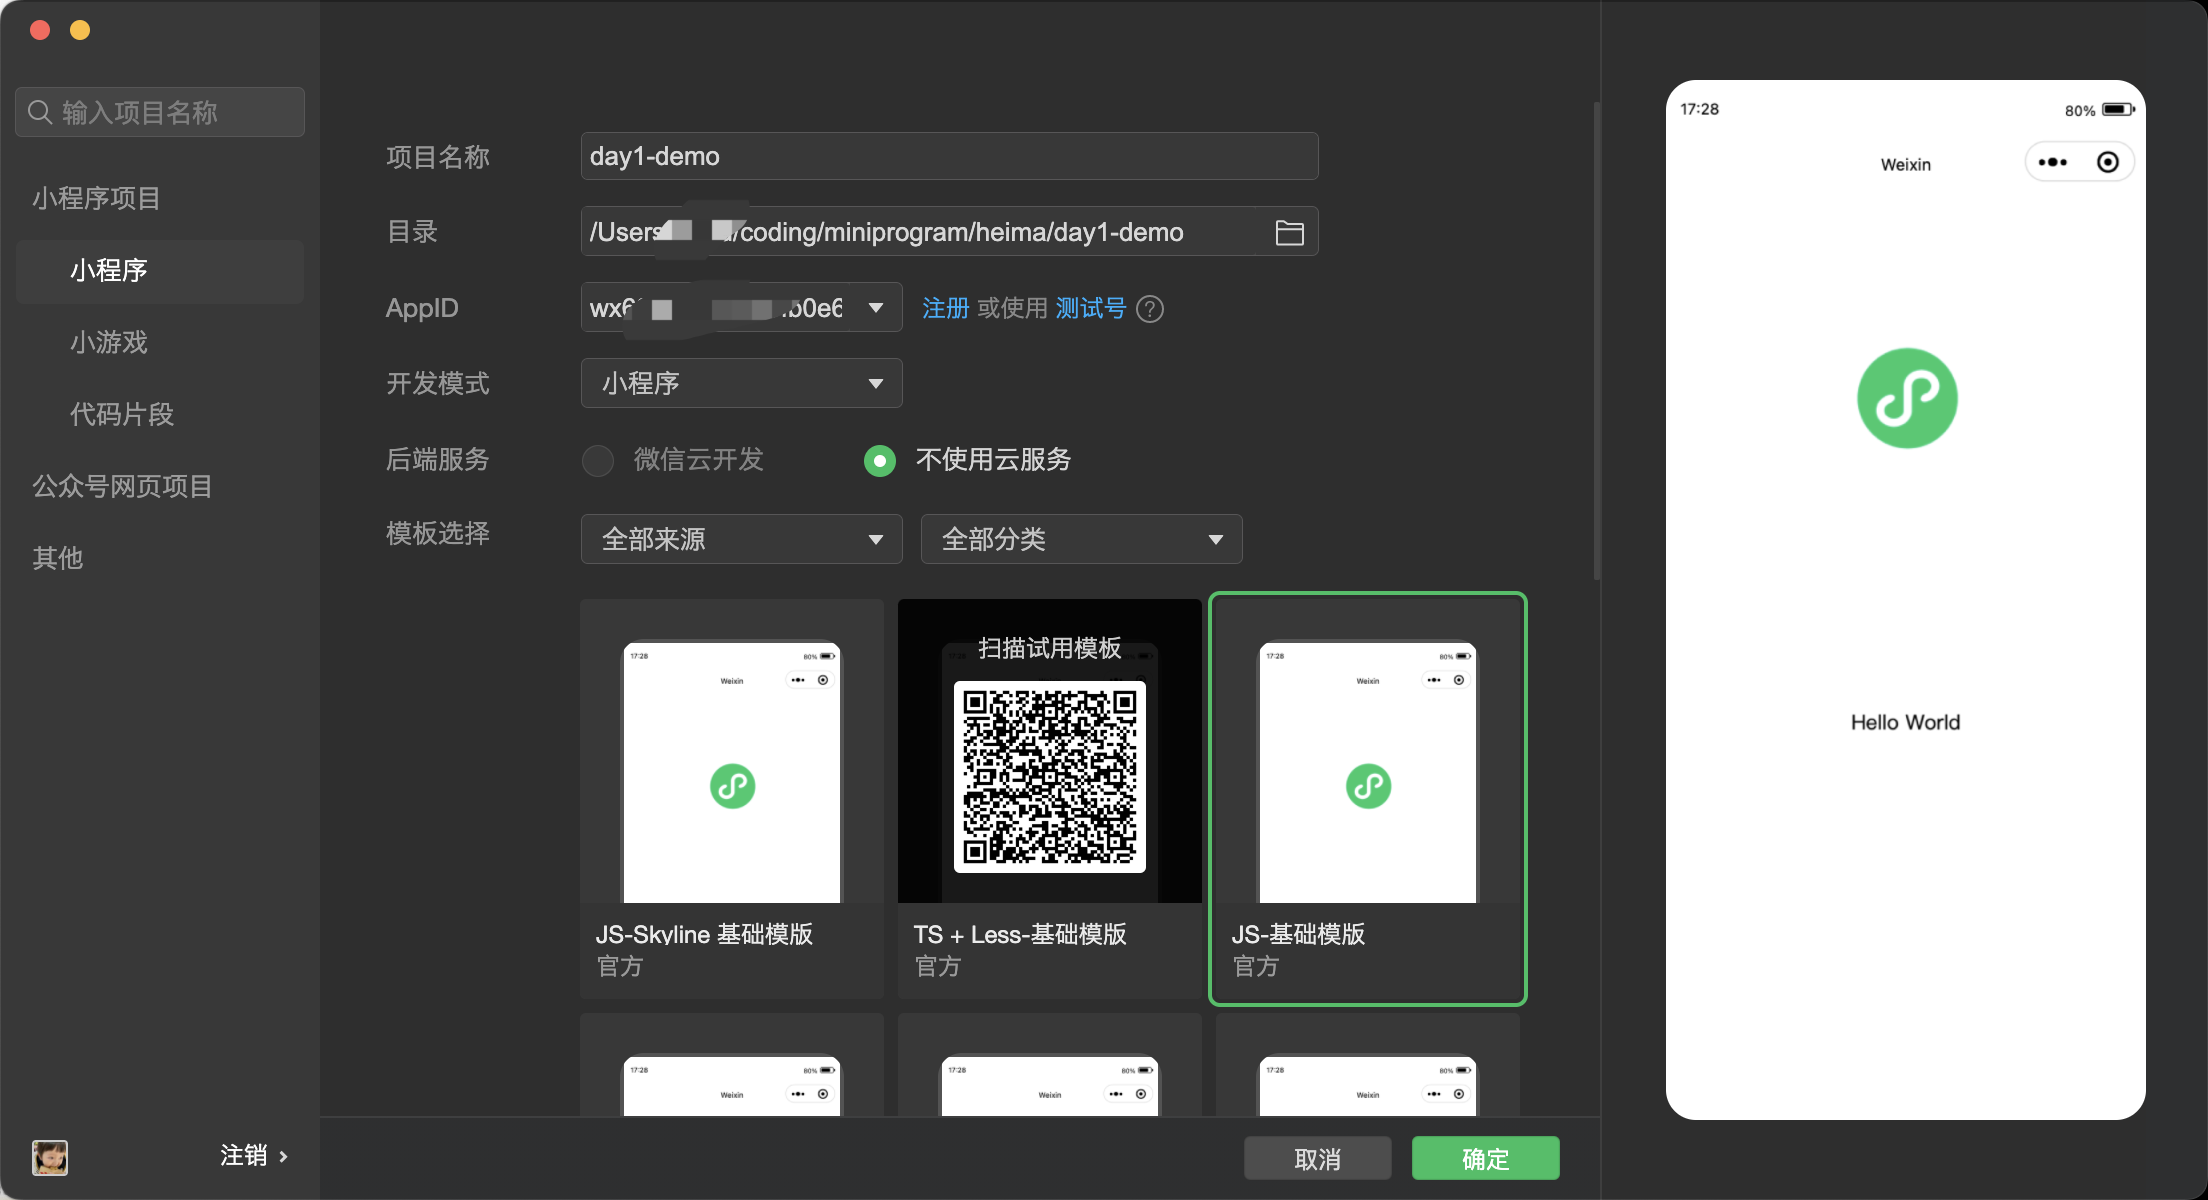 输入项目名称
小程序项目
小程序
小游戏
代码片段
公众号网页项目
其他
注销
项目名称
day1-demo
目录
/Users /coding/miniprogram/heima/day1-demo
AppID
wx6 b0e6
注册 或使用 测试号 ?
开发模式
小程序
后端服务
微信云开发
不使用云服务
模板选择
全部来源
全部分类
17:28 80%
Weixin
JS-Skyline 基础模版
官方
扫描试用模板
TS + Less-基础模版
官方
17:28 80%
Weixin
JS-基础模版
官方
17:28 80%
Weixin
17:28 80%
Weixin
17:28 80%
Weixin
取消
确定
17:28 80%
Weixin
Hello World